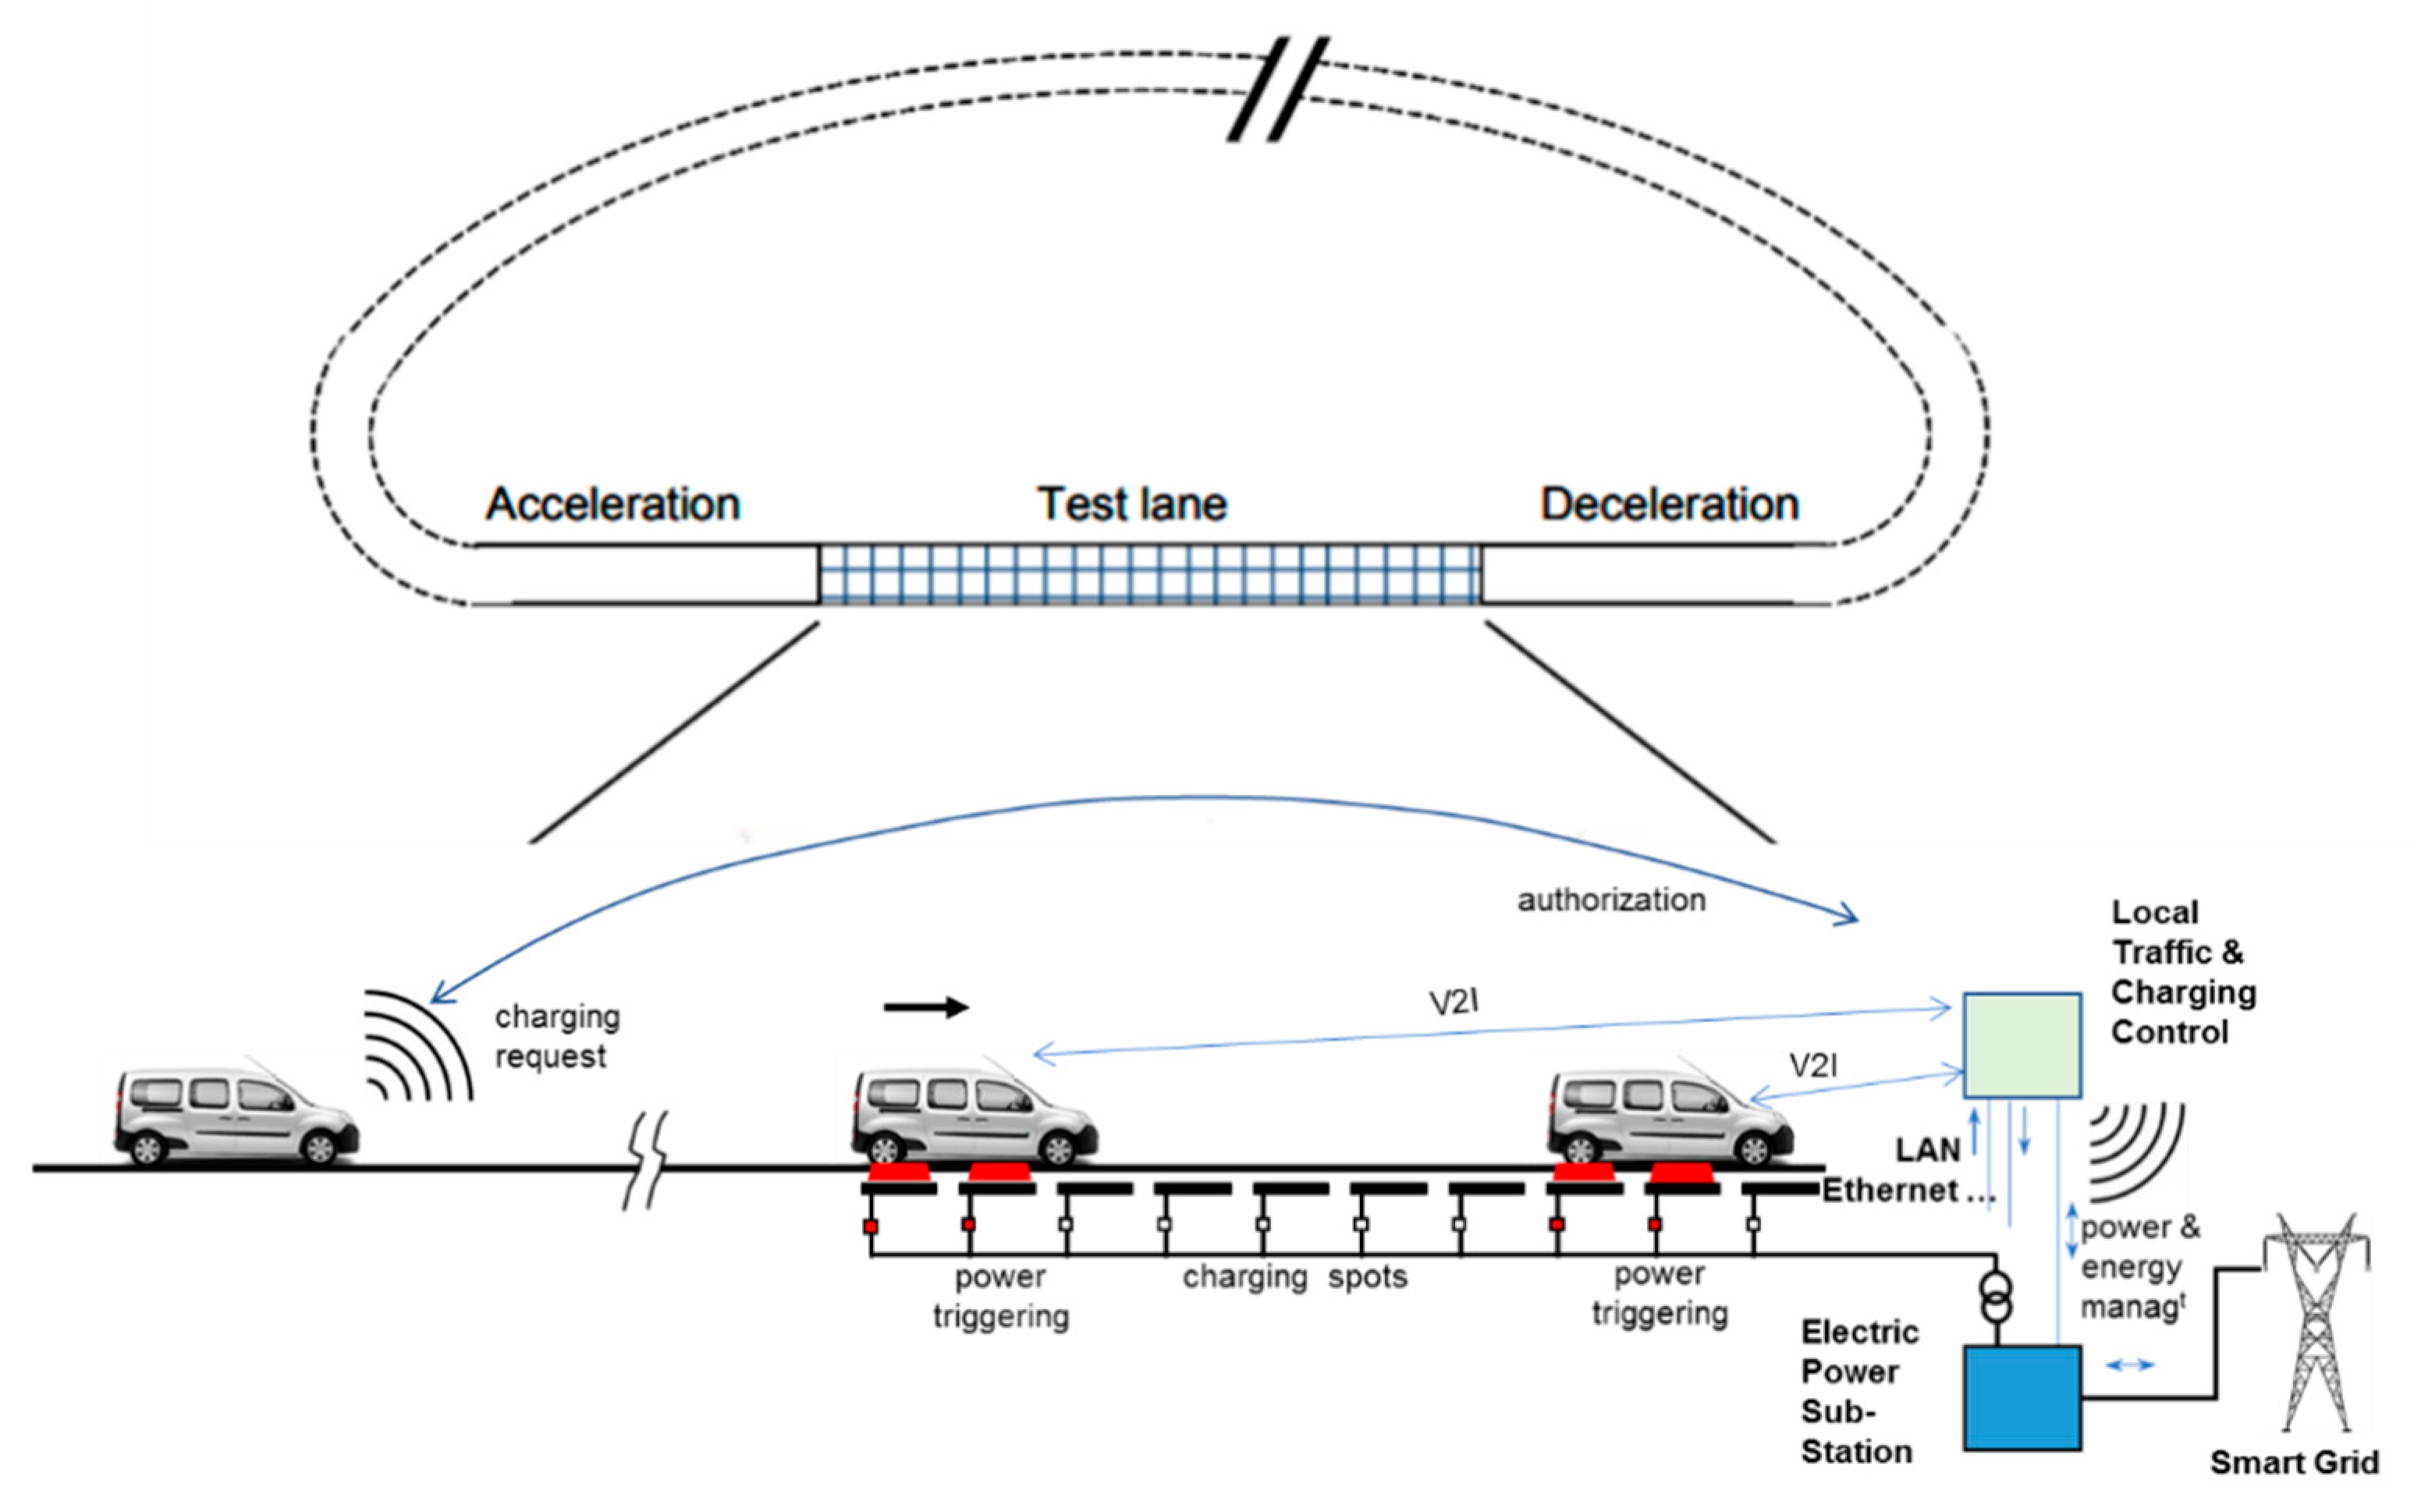 Acceleration
Test lane
Deceleration
authorization
Local
Traffic &
Charging
Control
charging
request
V2I
V2I
LAN
Ethernet ...
power &
energy
managᵗ
power
triggering
charging spots
power
triggering
Electric
Power
Sub-
Station
Smart Grid